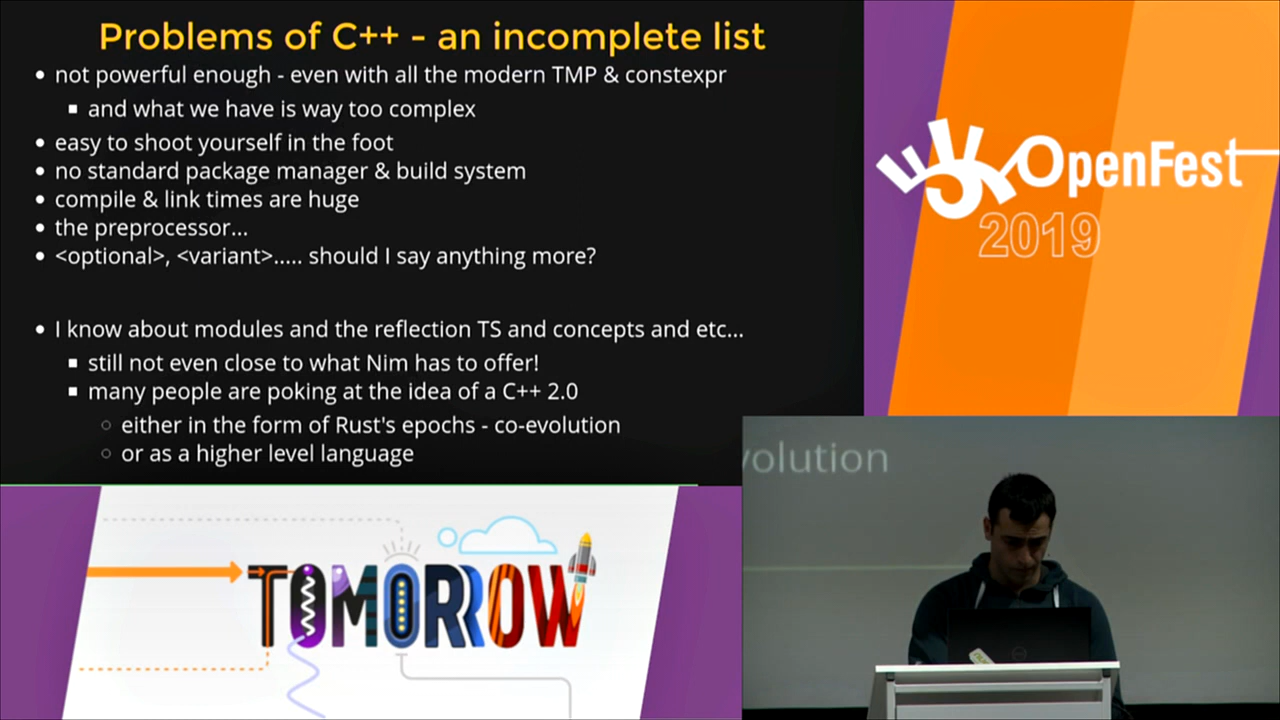 Problems of C++ - an incomplete list
not powerful enough - even with all the modern TMP & constexpr
and what we have is way too complex
easy to shoot yourself in the foot
no standard package manager & build system
compile & link times are huge
the preprocessor...
<optional>, <variant>..... should I say anything more?
I know about modules and the reflection TS and concepts and etc...
still not even close to what Nim has to offer!
many people are poking at the idea of a C++ 2.0
either in the form of Rust's epochs - co-evolution
or as a higher level language
OpenFest
2019
volution
TOMORROW